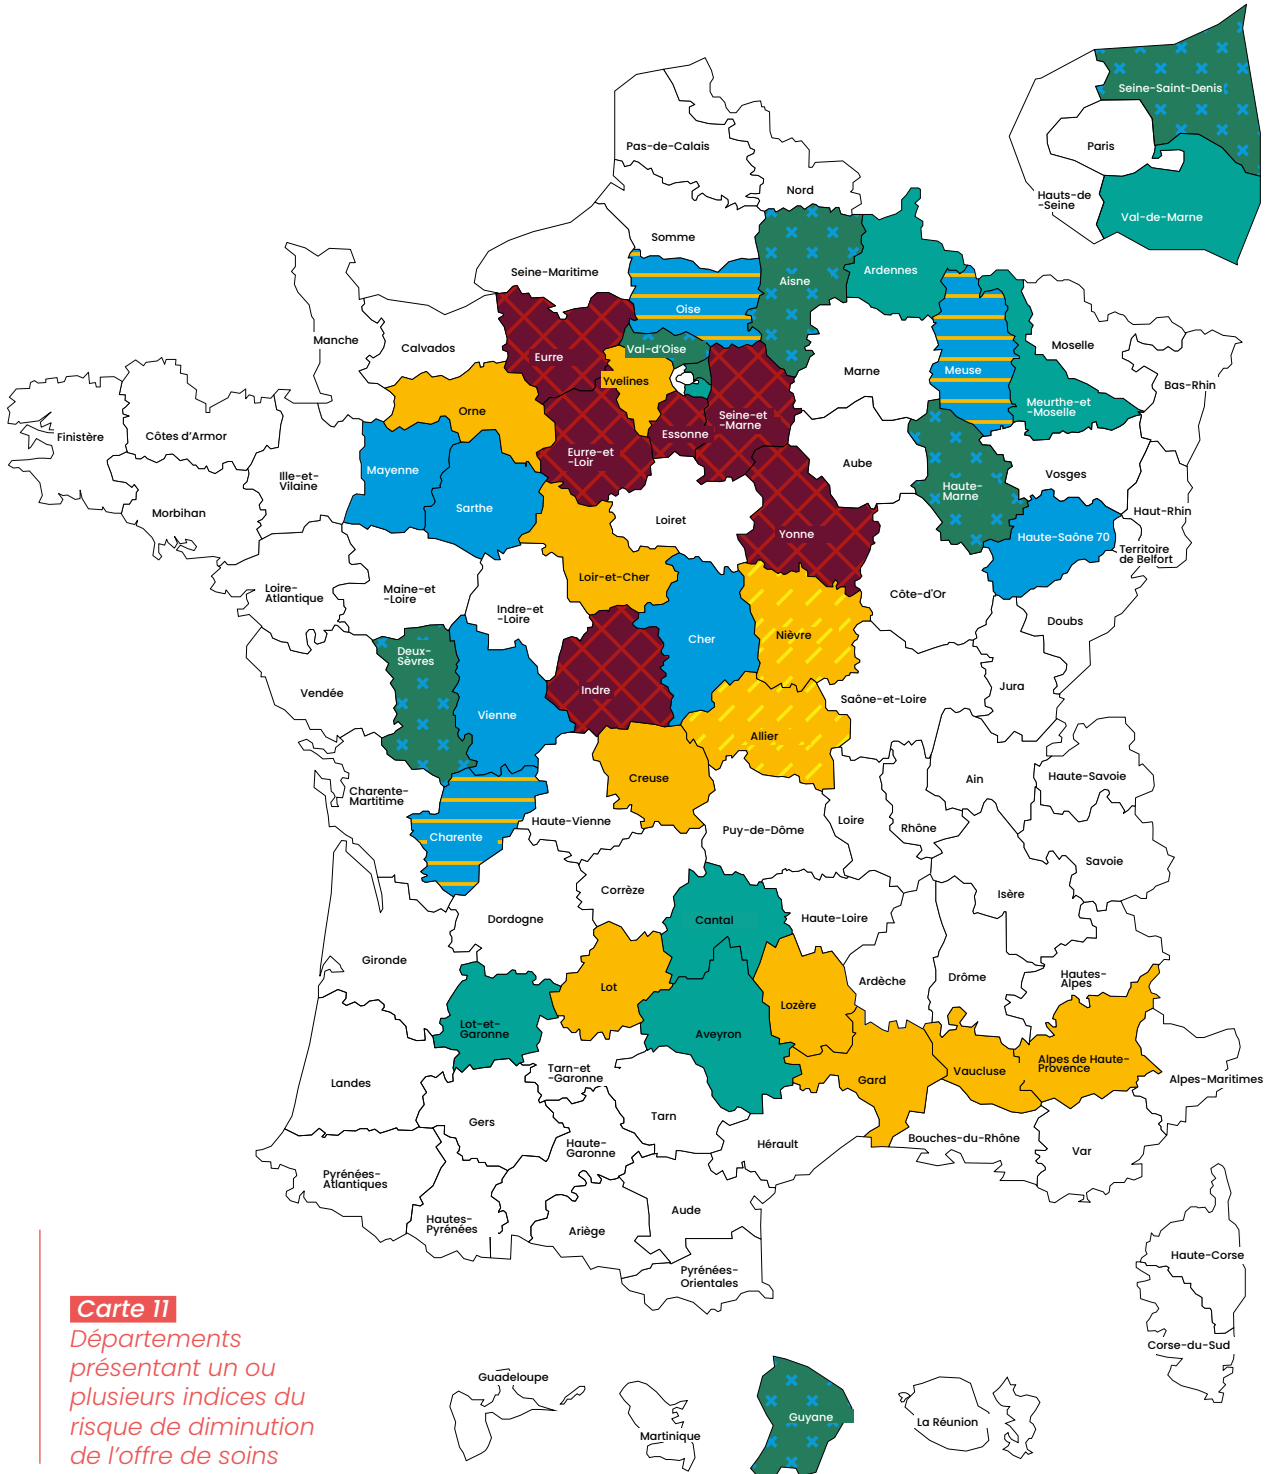 Seine-Saint-Denis
Paris
Hauts-de
-Seine
Val-de-Marne
Pas-de-Calais
Nord
Somme
Seine-Maritime
Oise
Aisne
Ardennes
Manche
Calvados
Eurre
Val-d'Oise
Yvelines
Marne
Meuse
Moselle
Bas-Rhin
Meurthe-et
-Moselle
Orne
Essonne
Seine-et
-Marne
Finistère
Côtes d'Armor
Ille-et-
Vilaine
Mayenne
Eurre-et
-Loir
Aube
Vosges
Haute-
Marne
Morbihan
Sarthe
Loiret
Yonne
Haut-Rhin
Haute-Saône 70
Territoire
de Belfort
Loire-
Atlantique
Maine-et
-Loire
Indre-et
-Loire
Loir-et-Cher
Cher
Nièvre
Côte-d'Or
Doubs
Deux-
Sèvres
Vendée
Vienne
Indre
Saône-et-Loire
Jura
Allier
Charente-
Martitime
Creuse
Ain
Haute-Savoie
Charente
Haute-Vienne
Puy-de-Dôme
Loire
Rhône
Savoie
Corrèze
Isère
Dordogne
Cantal
Haute-Loire
Gironde
Lot
Lozère
Ardèche
Drôme
Hautes-
Alpes
Lot-et-
Garonne
Aveyron
Landes
Tarn-et
-Garonne
Gard
Vaucluse
Alpes de Haute-
Provence
Alpes-Maritimes
Gers
Tarn
Haute-
Garonne
Hérault
Bouches-du-Rhône
Var
Pyrénées-
Atlantiques
Hautes-
Pyrénées
Ariège
Aude
Pyrénées-
Orientales
Haute-Corse
Corse-du-Sud
Carte 11
Départements
présentant un ou
plusieurs indices du
risque de diminution
de l'offre de soins
Guadeloupe
Martinique
Guyane
La Réunion